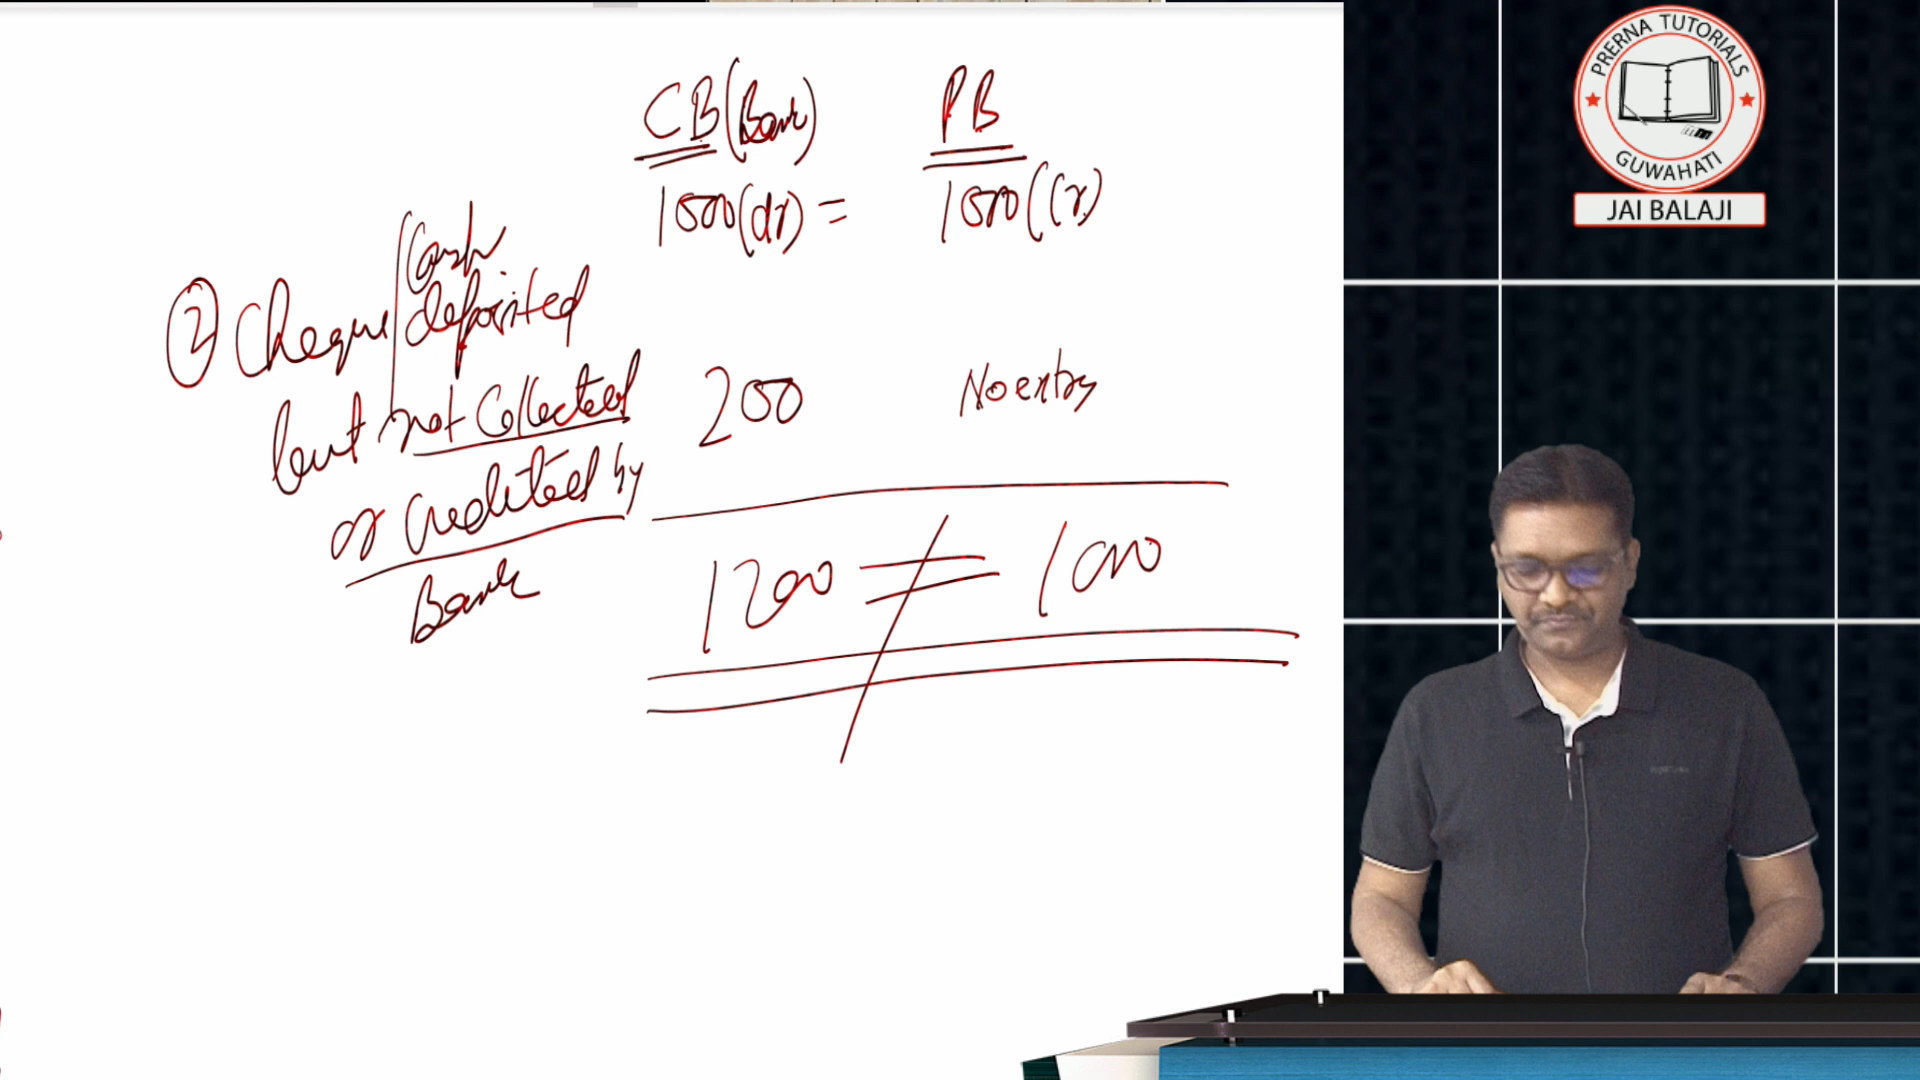 CB (Bank) PB
1000 (dr) = 1000 (Cr)
② Cheque / Cash
deposited
but not Collected 200 No entry
or Credited by
Bank
1200 ≠ 1000
PRERNA TUTORIALS
GUWAHATI
JAI BALAJI